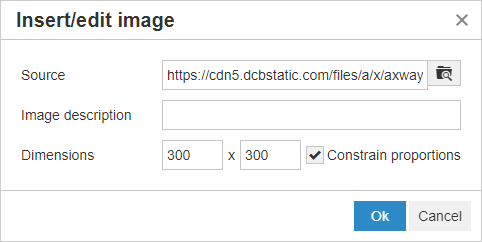 Insert/edit image
Source https://cdn5.dcbstatic.com/files/a/x/axway
Image description
Dimensions 300 x 300 Constrain proportions
Ok Cancel